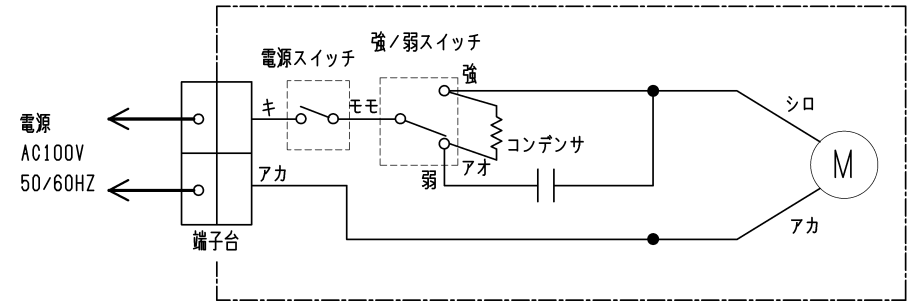 強/弱スイッチ
電源スイッチ
強
キ
モモ
シロ
電源
AC100V
50/60HZ
コンデンサ
M
アカ
アオ
弱
アカ
端子台